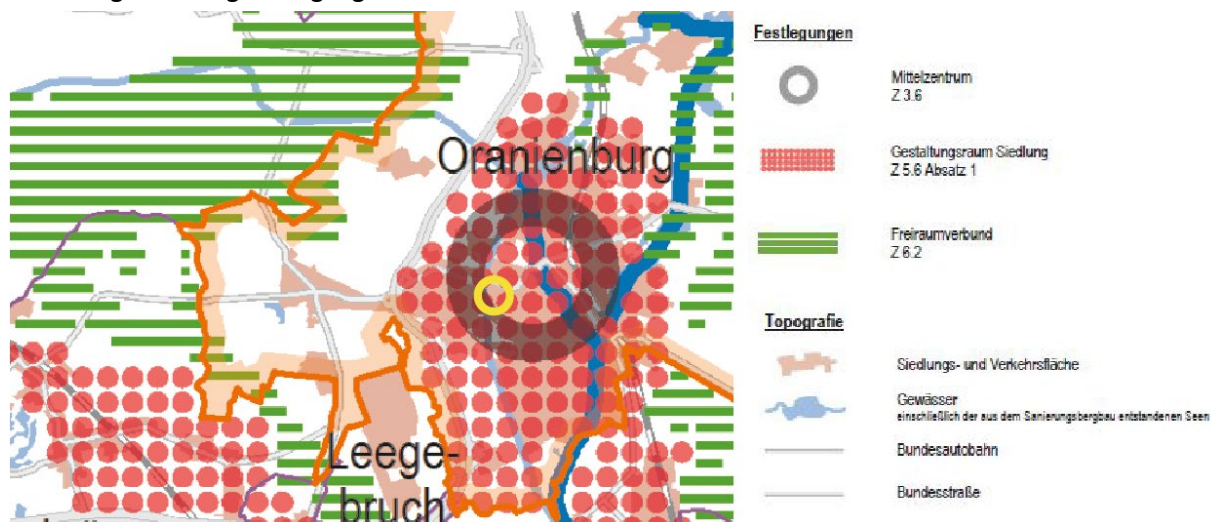 Oranienburg
Leege-
bruch
Festlegungen
Mittelzentrum
Z 3.6
Gestaltungsraum Siedlung
Z 5.6 Absatz 1
Freiraumverbund
Z 6.2
Topografie
Siedlungs- und Verkehrsfläche
Gewässer
einschließlich der aus dem Sanierungsbergbau entstandenen Seen
Bundesautobahn
Bundesstraße